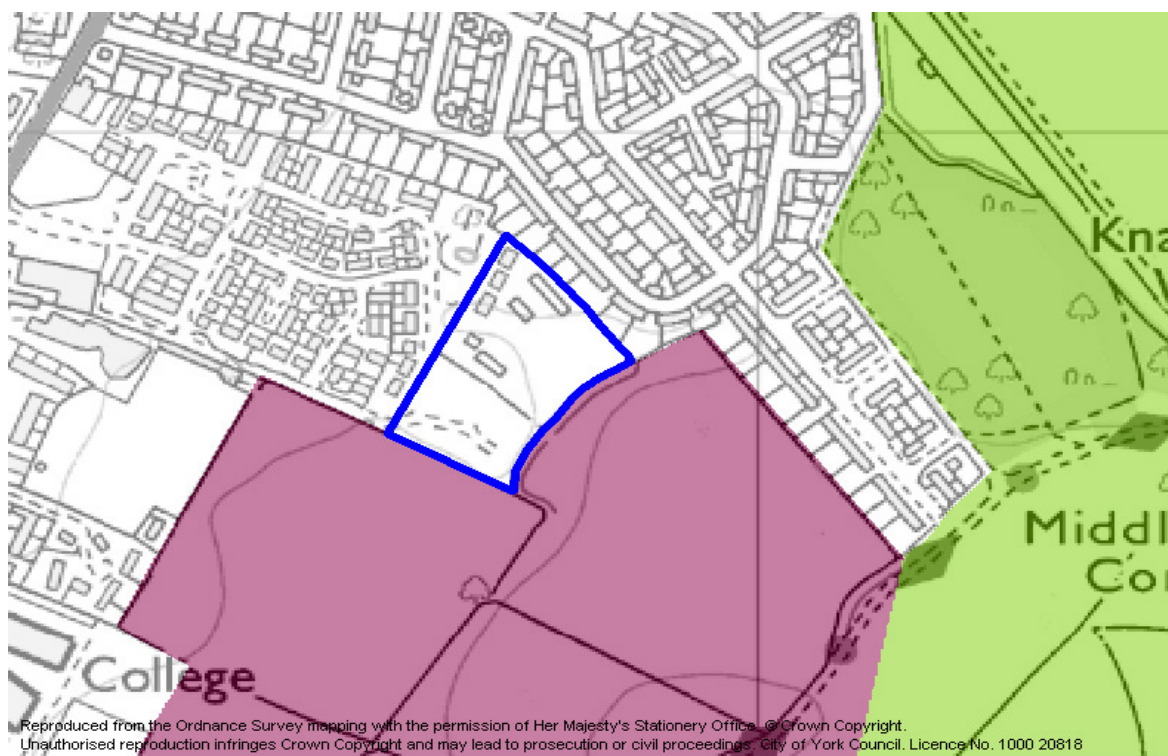 Kna
Middl
Co
College
Reproduced from the Ordnance Survey mapping with the permission of Her Majesty's Stationery Office © Crown Copyright.
Unauthorised reproduction infringes Crown Copyright and may lead to prosecution or civil proceedings. City of York Council. Licence No. 1000 20818